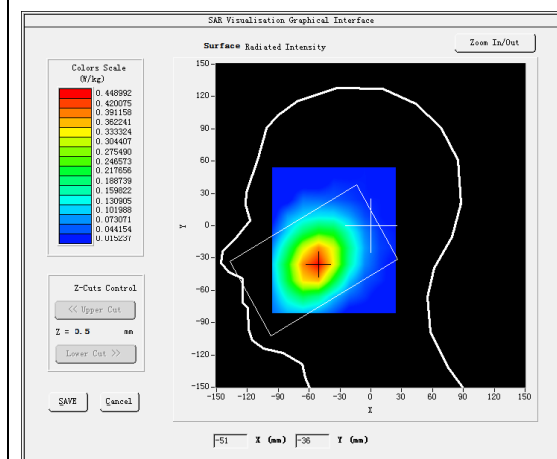 SAR Visualisation Graphical Interface
Surface Radiated Intensity
Zoom In/Out
Colors Scale
(W/kg)
0.448992
0.420075
0.391158
0.362241
0.333324
0.304407
0.275490
0.246573
0.217656
0.188739
0.159822
0.130905
0.101988
0.073071
0.044154
0.015237
Z-Cuts Control
<< Upper Cut
Z = 0.5 mm
Lower Cut >>
SAVE Cancel
150
120
90
60
30
0
-30
-60
-90
-120
-150
Y
-150 -120 -90 -60 -30 0 30 60 90 120 150
X
-51 X (mm) -36 Y (mm)